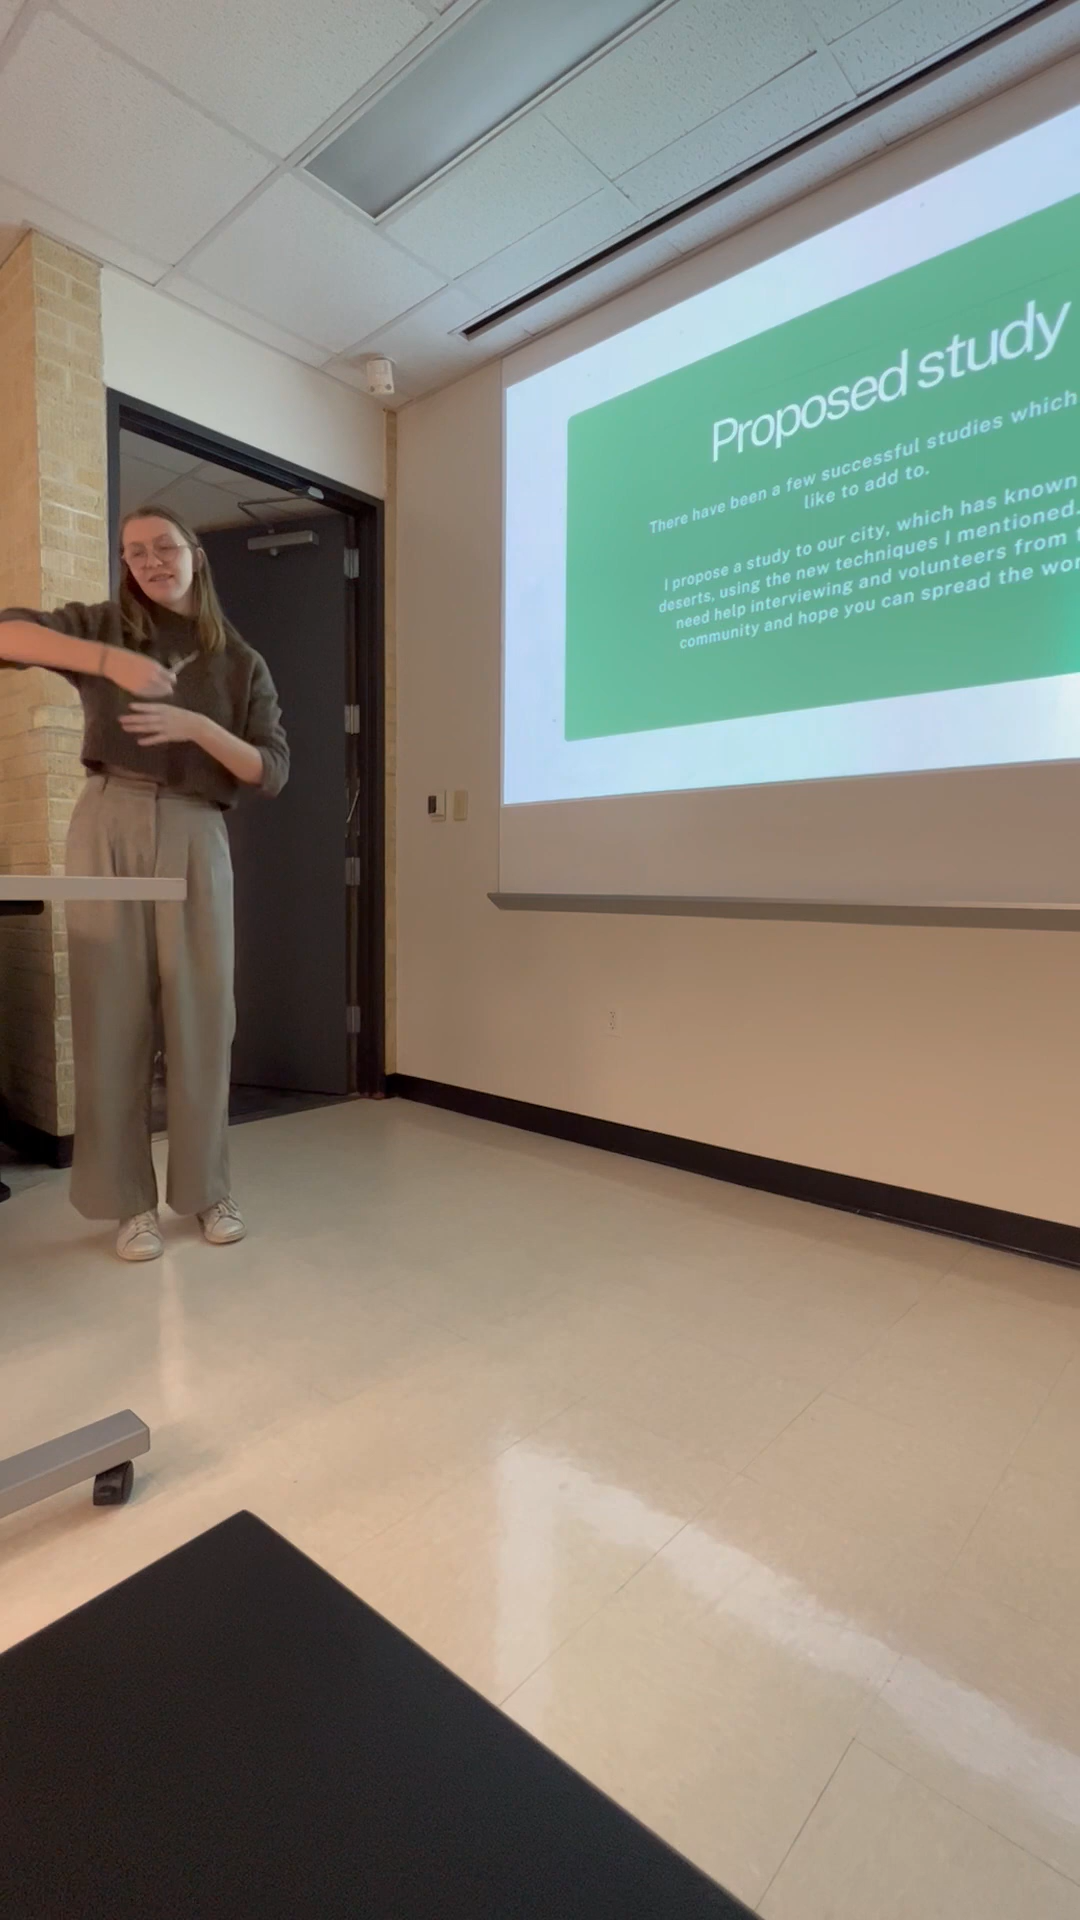 Proposed study
There have been a few successful studies which
like to add to.
I propose a study to our city, which has known
deserts, using the new techniques I mentioned.
need help interviewing and volunteers from
community and hope you can spread the